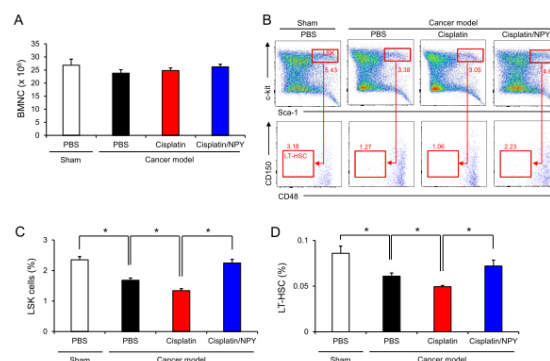 A
BMNC (x 10⁶)
35
30
25
20
15
10
5
0
PBS PBS Cisplatin Cisplatin/NPY
Sham Cancer model
B
Sham Cancer model
PBS PBS Cisplatin Cisplatin/NPY
c-kit
LSK
5.43 3.38 3.05
Sca-1
CD150
3.18 1.27 1.06 2.23
LT-HSC
CD48
C
LSK cells (%)
3
2
1
0
* * *
PBS PBS Cisplatin Cisplatin/NPY
Sham Cancer model
D
LT-HSC (%)
0.1
0.05
0
* * *
PBS PBS Cisplatin Cisplatin/NPY
Sham Cancer model